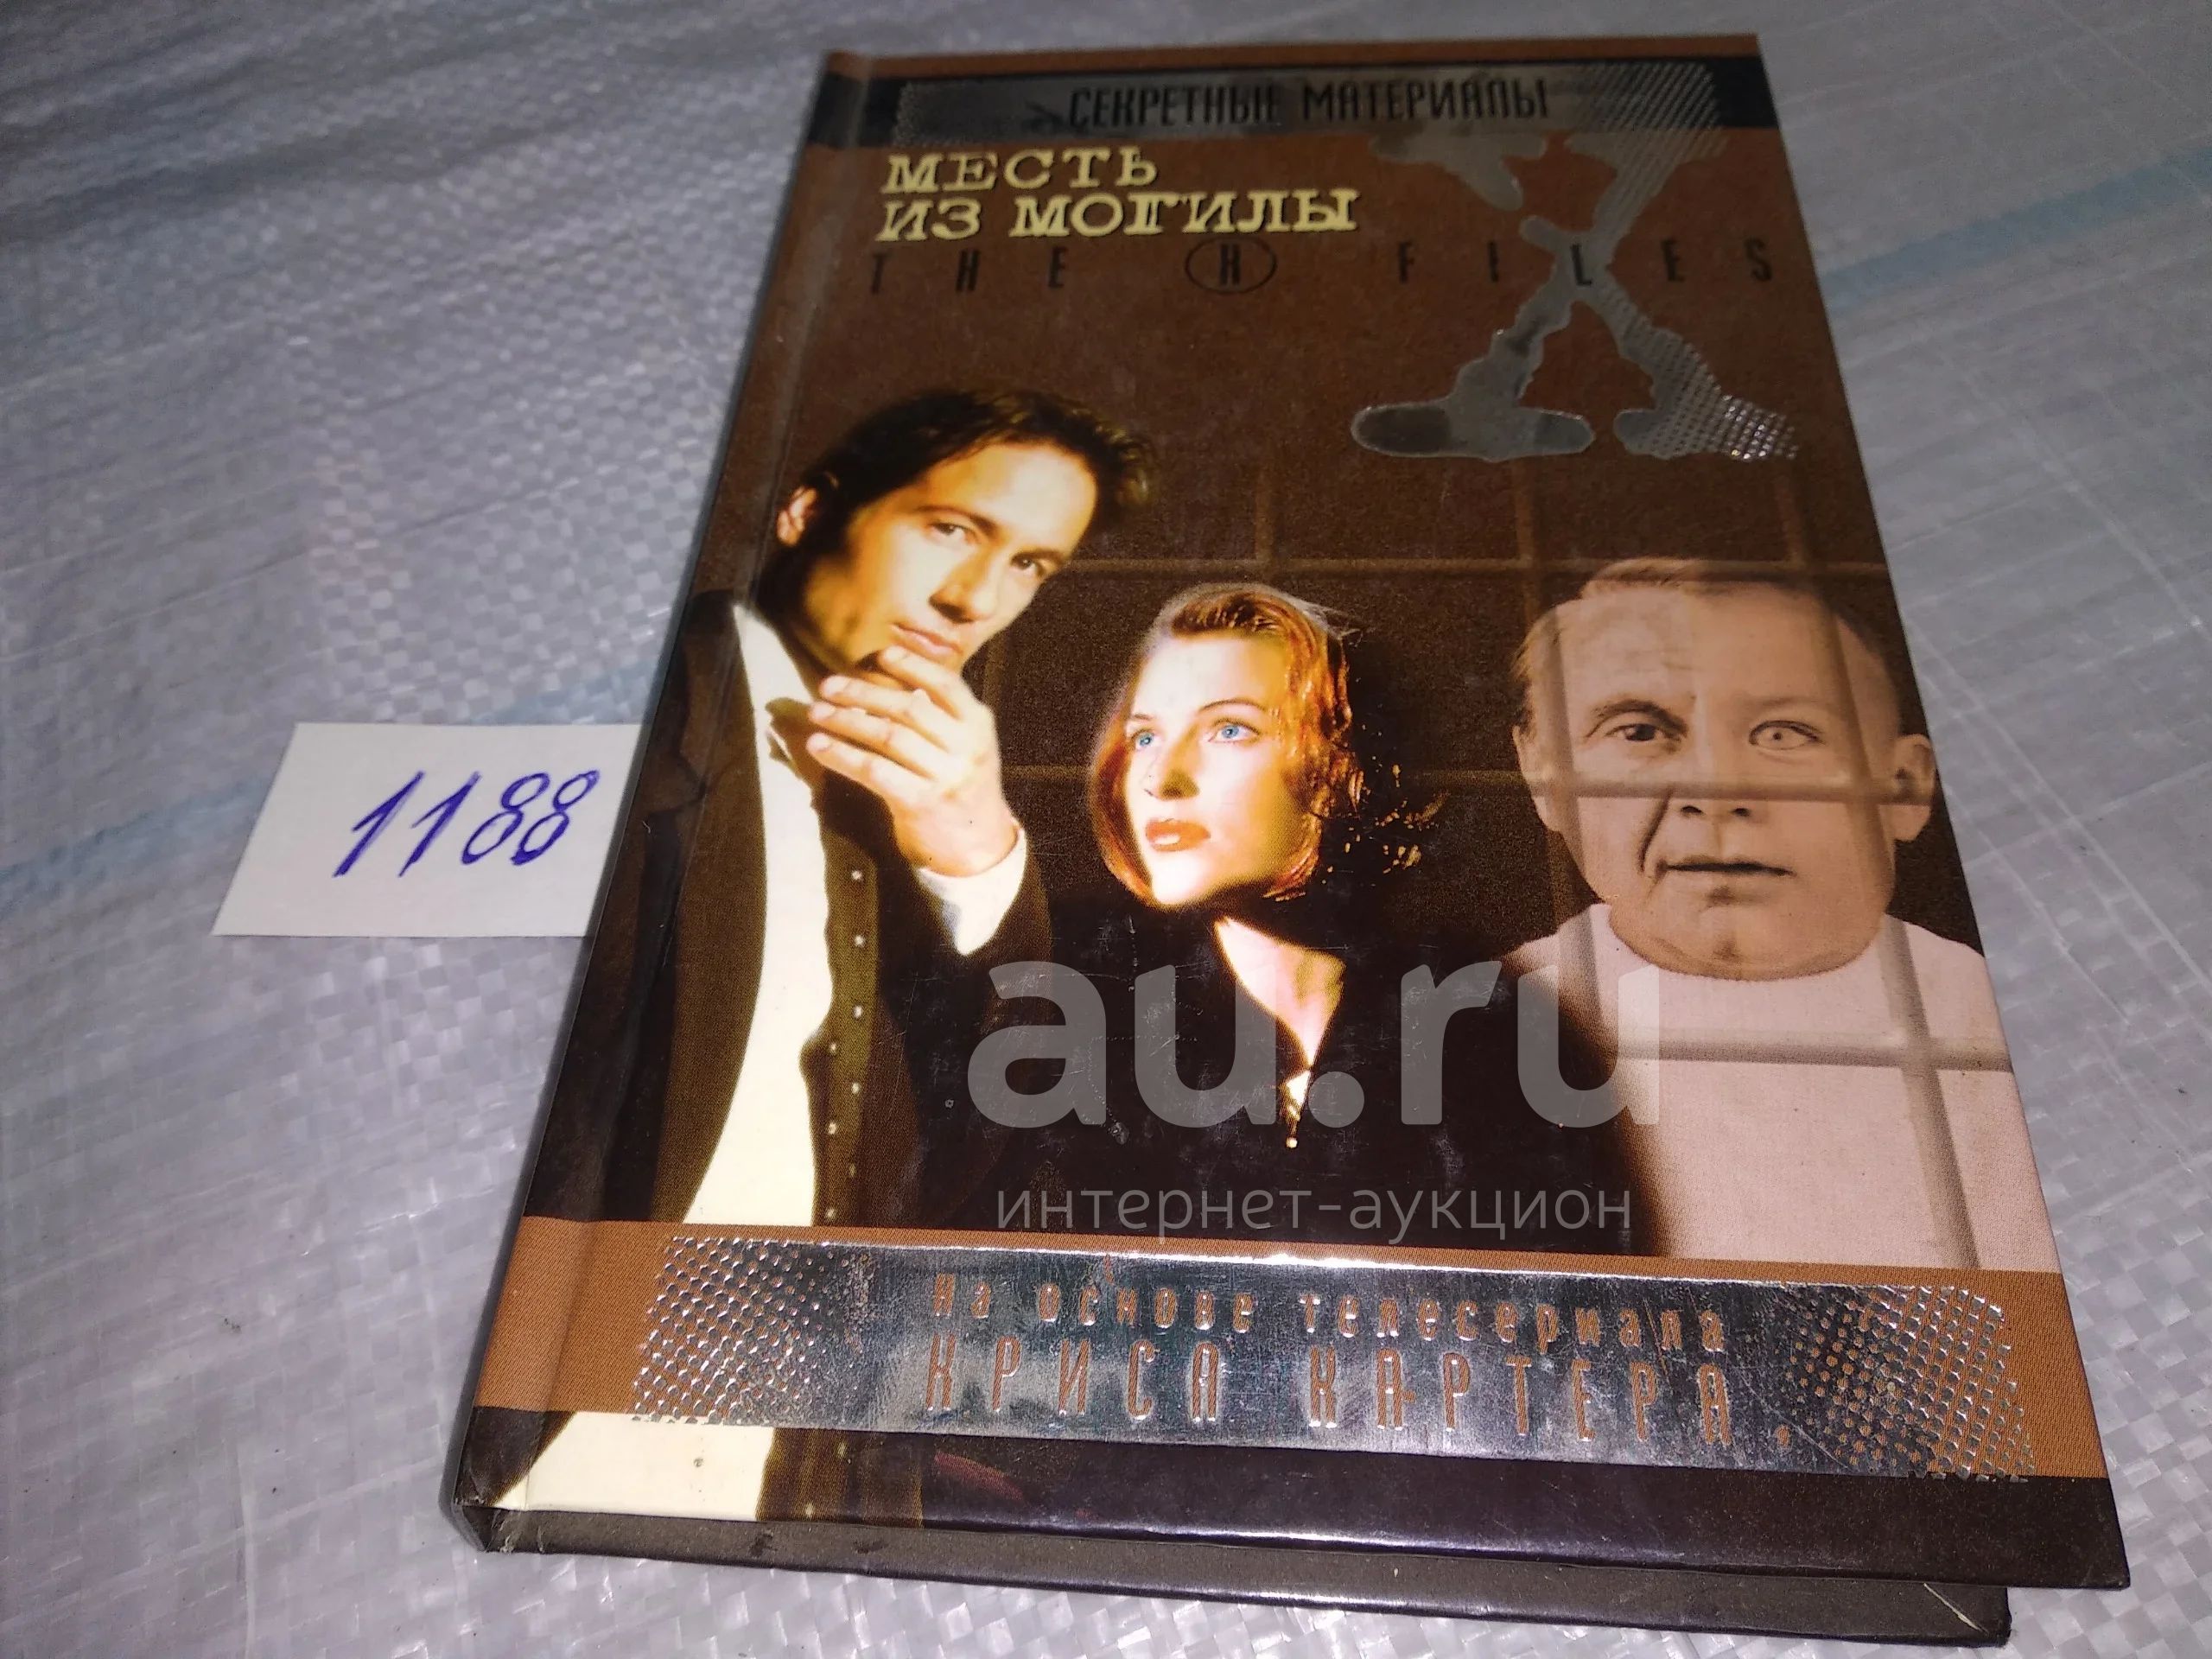 СЕКРЕТНЫЕ МАТЕРИАЛЫ
МЕСТЬ
ИЗ МОГИЛЫ
THE X FILES
X
1188
au.ru
интернет-аукцион
на основе телесериала
КРИСА КАРТЕРА